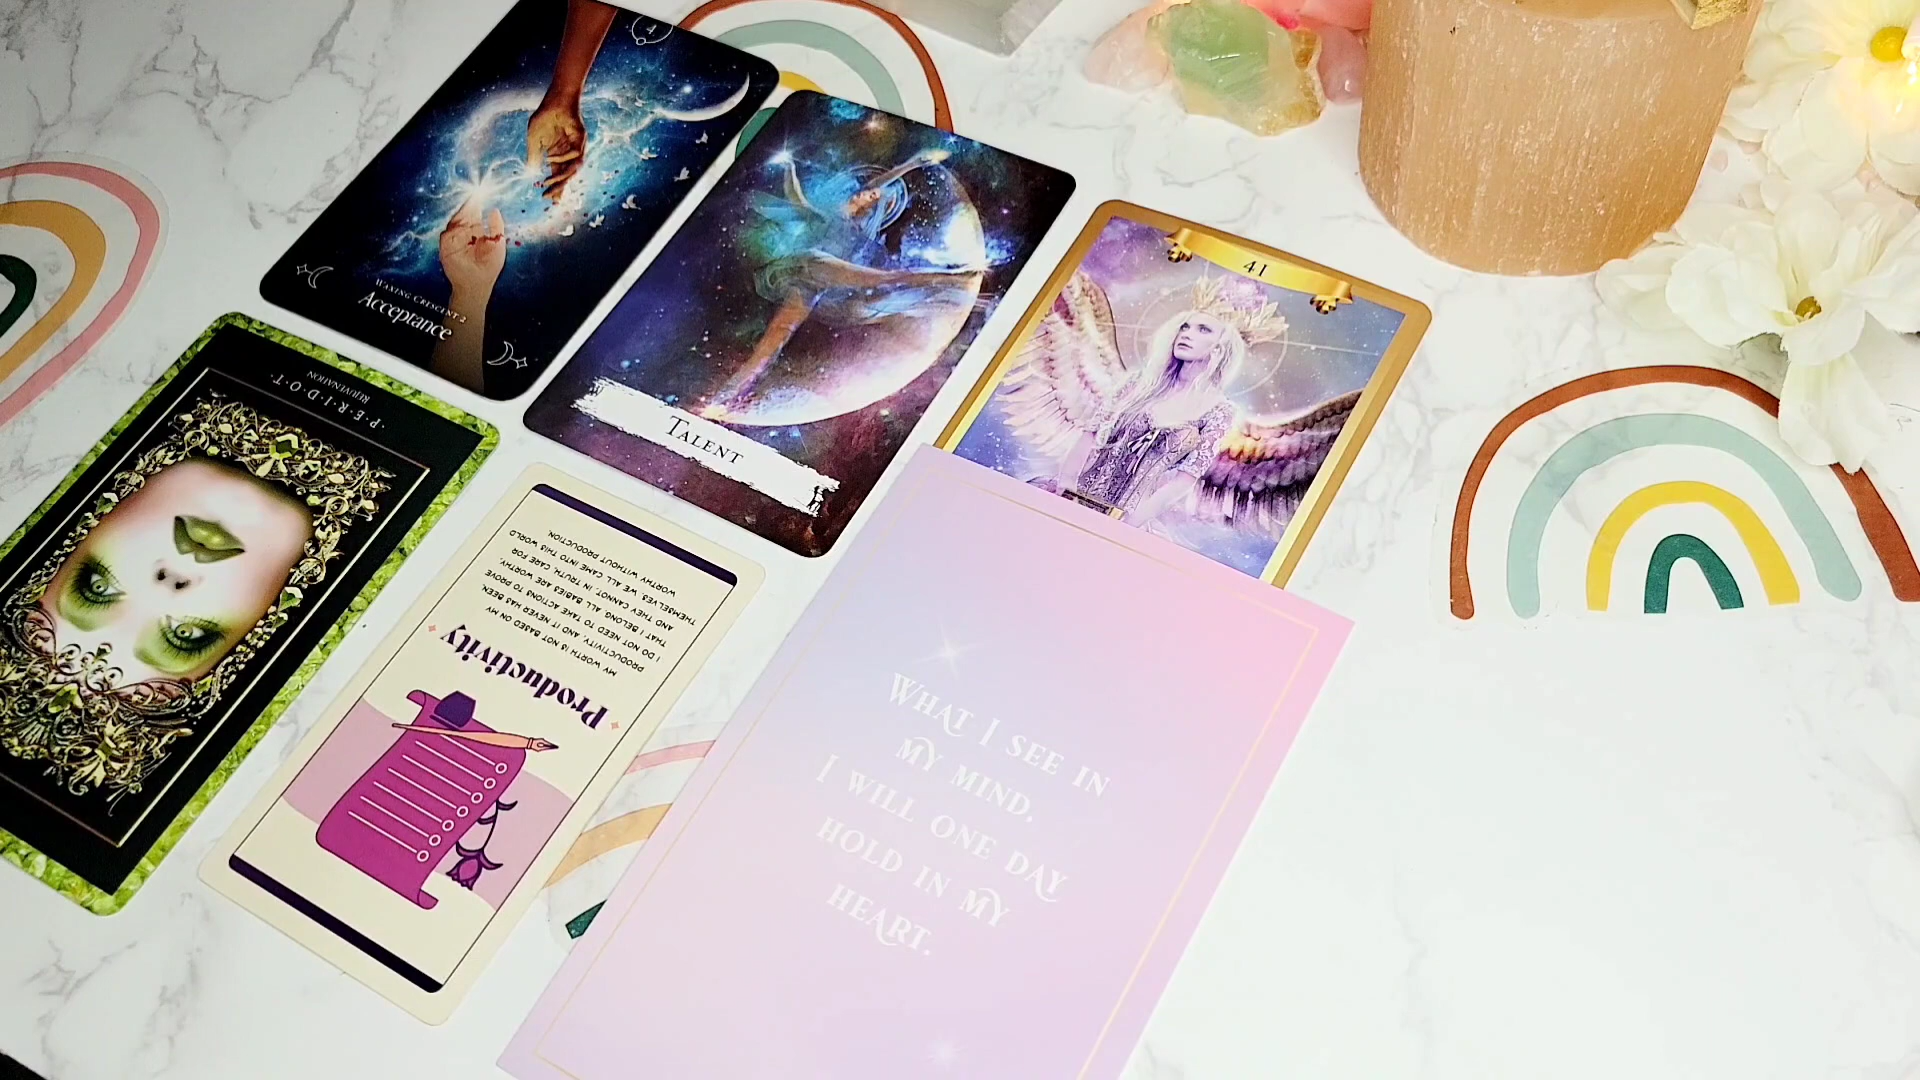 4
WAXING CRESCENT 2
Acceptance
TALENT
41
·P·E·R·I·D·O·T·
REJUVENATION
Productivity
MY WORTH IS NOT BASED ON MY
PRODUCTIVITY, AND IT NEVER HAS BEEN.
I DO NOT NEED TO TAKE ACTIONS TO PROVE
THAT I BELONG. ALL BABIES ARE WORTHY,
AND THEY CANNOT, IN TRUTH, CARE FOR
THEMSELVES. WE ALL CAME INTO THIS WORLD
WORTHY WITHOUT PRODUCTION.
WHAT I SEE IN
MY MIND,
I WILL ONE DAY
HOLD IN MY
HEART.